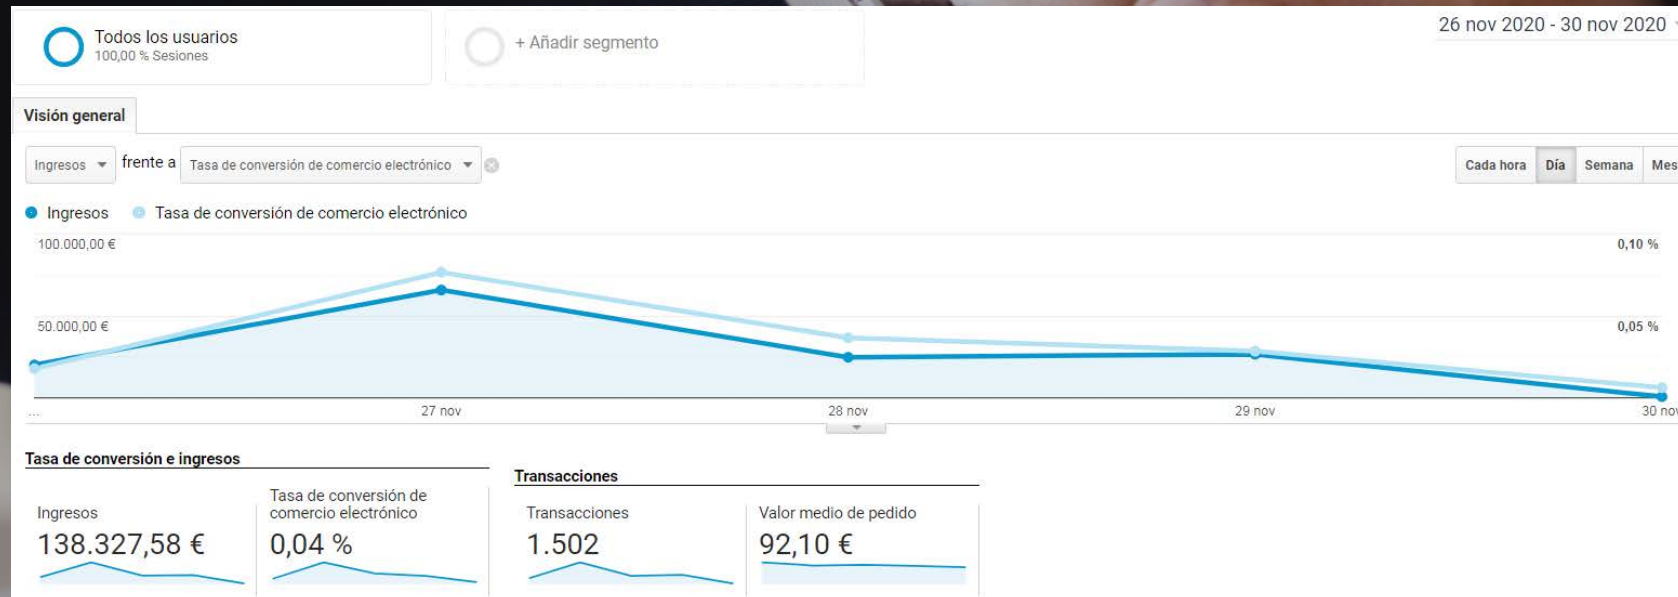 Todos los usuarios
100,00 % Sesiones
+ Añadir segmento
26 nov 2020 - 30 nov 2020
Visión general
Ingresos frente a Tasa de conversión de comercio electrónico
Cada hora Día Semana Mes
Ingresos Tasa de conversión de comercio electrónico
100.000,00 € 0,10 %
50.000,00 € 0,05 %
... 27 nov 28 nov 29 nov 30 nov
Tasa de conversión e ingresos
Ingresos
138.327,58 €
Tasa de conversión de
comercio electrónico
0,04 %
Transacciones
Transacciones
1.502
Valor medio de pedido
92,10 €